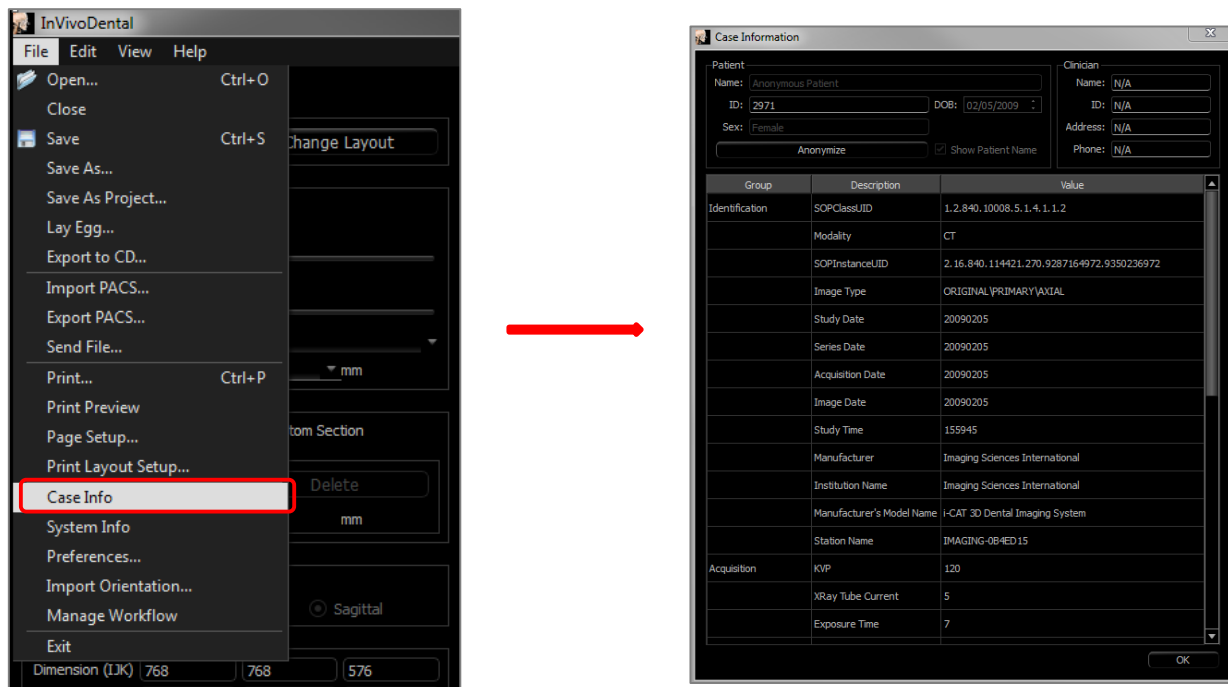 InVivoDental
File Edit View Help
Open... Ctrl+O
Close
Save Ctrl+S
Change Layout
Save As...
Save As Project...
Lay Egg...
Export to CD...
Import PACS...
Export PACS...
Send File...
Print... Ctrl+P
mm
Print Preview
Page Setup...
tom Section
Print Layout Setup...
Case Info
Delete
System Info
mm
Preferences...
Import Orientation...
Manage Workflow
Sagittal
Exit
Dimension (IJK) 768 768 576
Case Information
Patient
Name: Anonymous Patient
ID: 2971 DOB: 02/05/2009
Sex: Female
Anonymize Show Patient Name
Clinician
Name: N/A
ID: N/A
Address: N/A
Phone: N/A
Group Description Value
Identification SOPClassUID 1.2.840.10008.5.1.4.1.1.2
Modality CT
SOPInstanceUID 2.16.840.114421.270.9287164972.9350236972
Image Type ORIGINAL\PRIMARY\AXIAL
Study Date 20090205
Series Date 20090205
Acquisition Date 20090205
Image Date 20090205
Study Time 155945
Manufacturer Imaging Sciences International
Institution Name Imaging Sciences International
Manufacturer's Model Name i-CAT 3D Dental Imaging System
Station Name IMAGING-0B4ED15
Acquisition KVP 120
XRay Tube Current 5
Exposure Time 7
OK